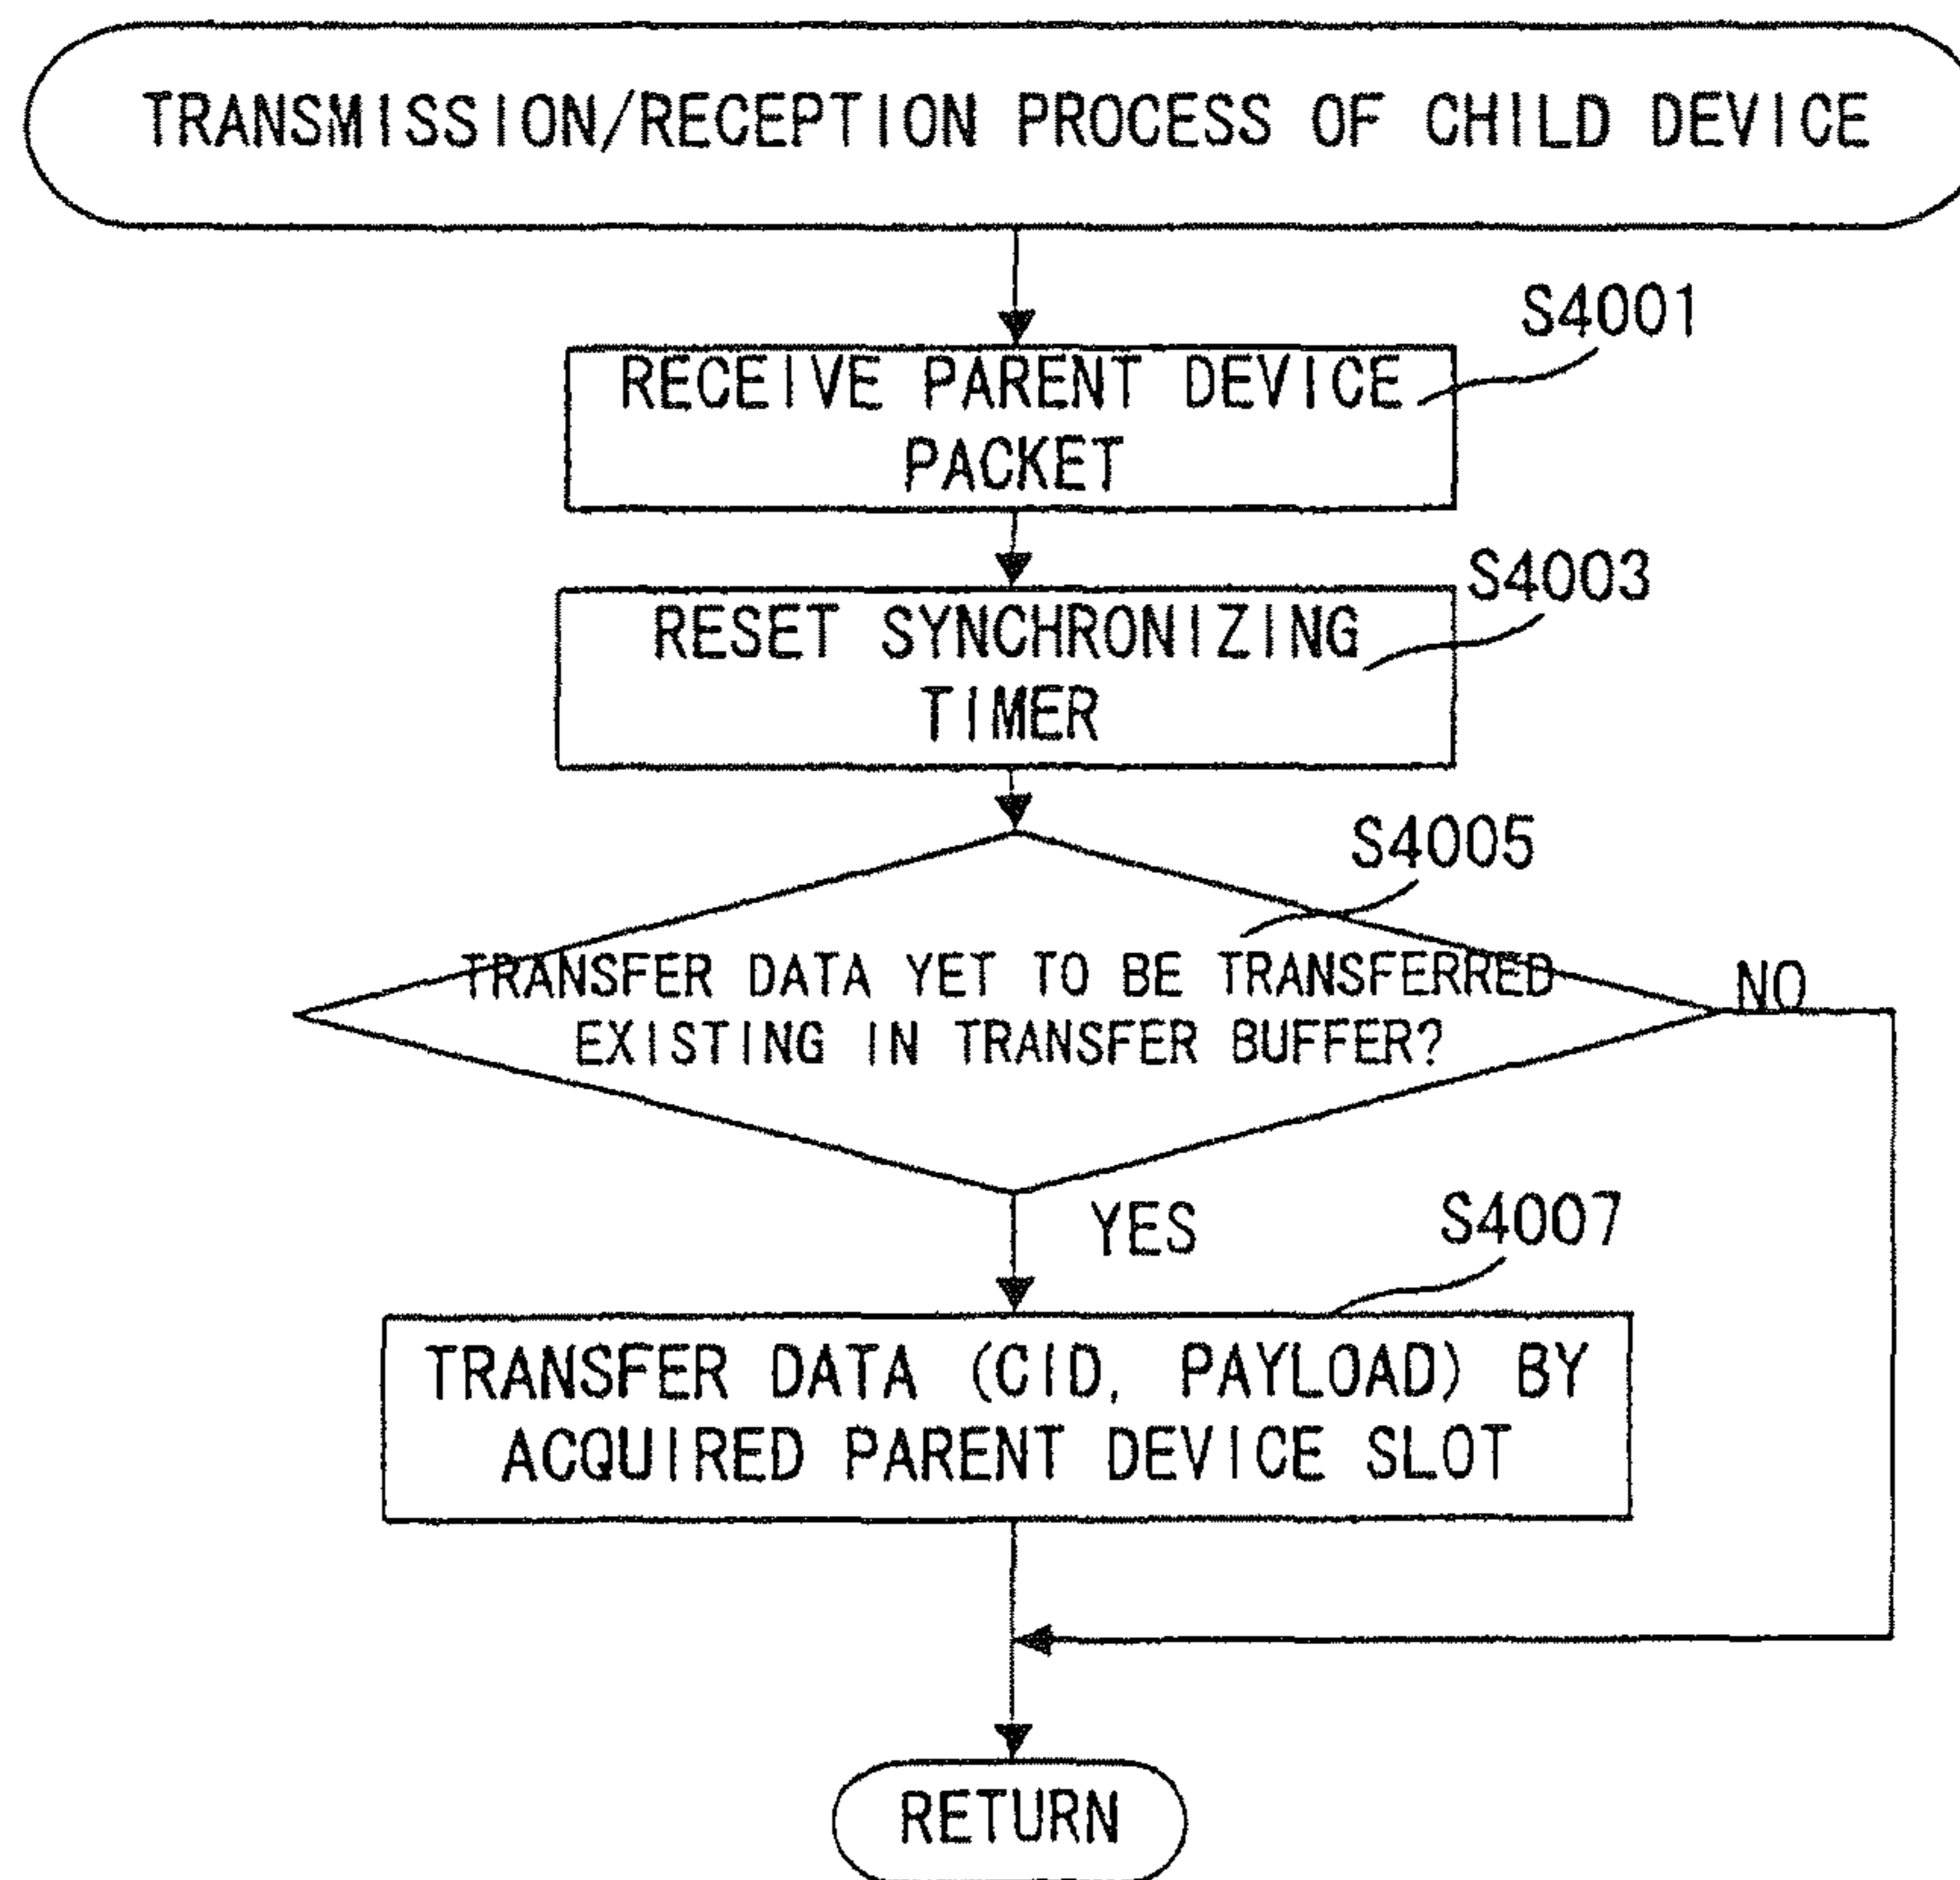 TRANSMISSION/RECEPTION PROCESS OF CHILD DEVICE
S4001
RECEIVE PARENT DEVICE
PACKET
S4003
RESET SYNCHRONIZING
TIMER
S4005
TRANSFER DATA YET TO BE TRANSFERRED
EXISTING IN TRANSFER BUFFER?
NO
YES
S4007
TRANSFER DATA (CID, PAYLOAD) BY
ACQUIRED PARENT DEVICE SLOT
RETURN